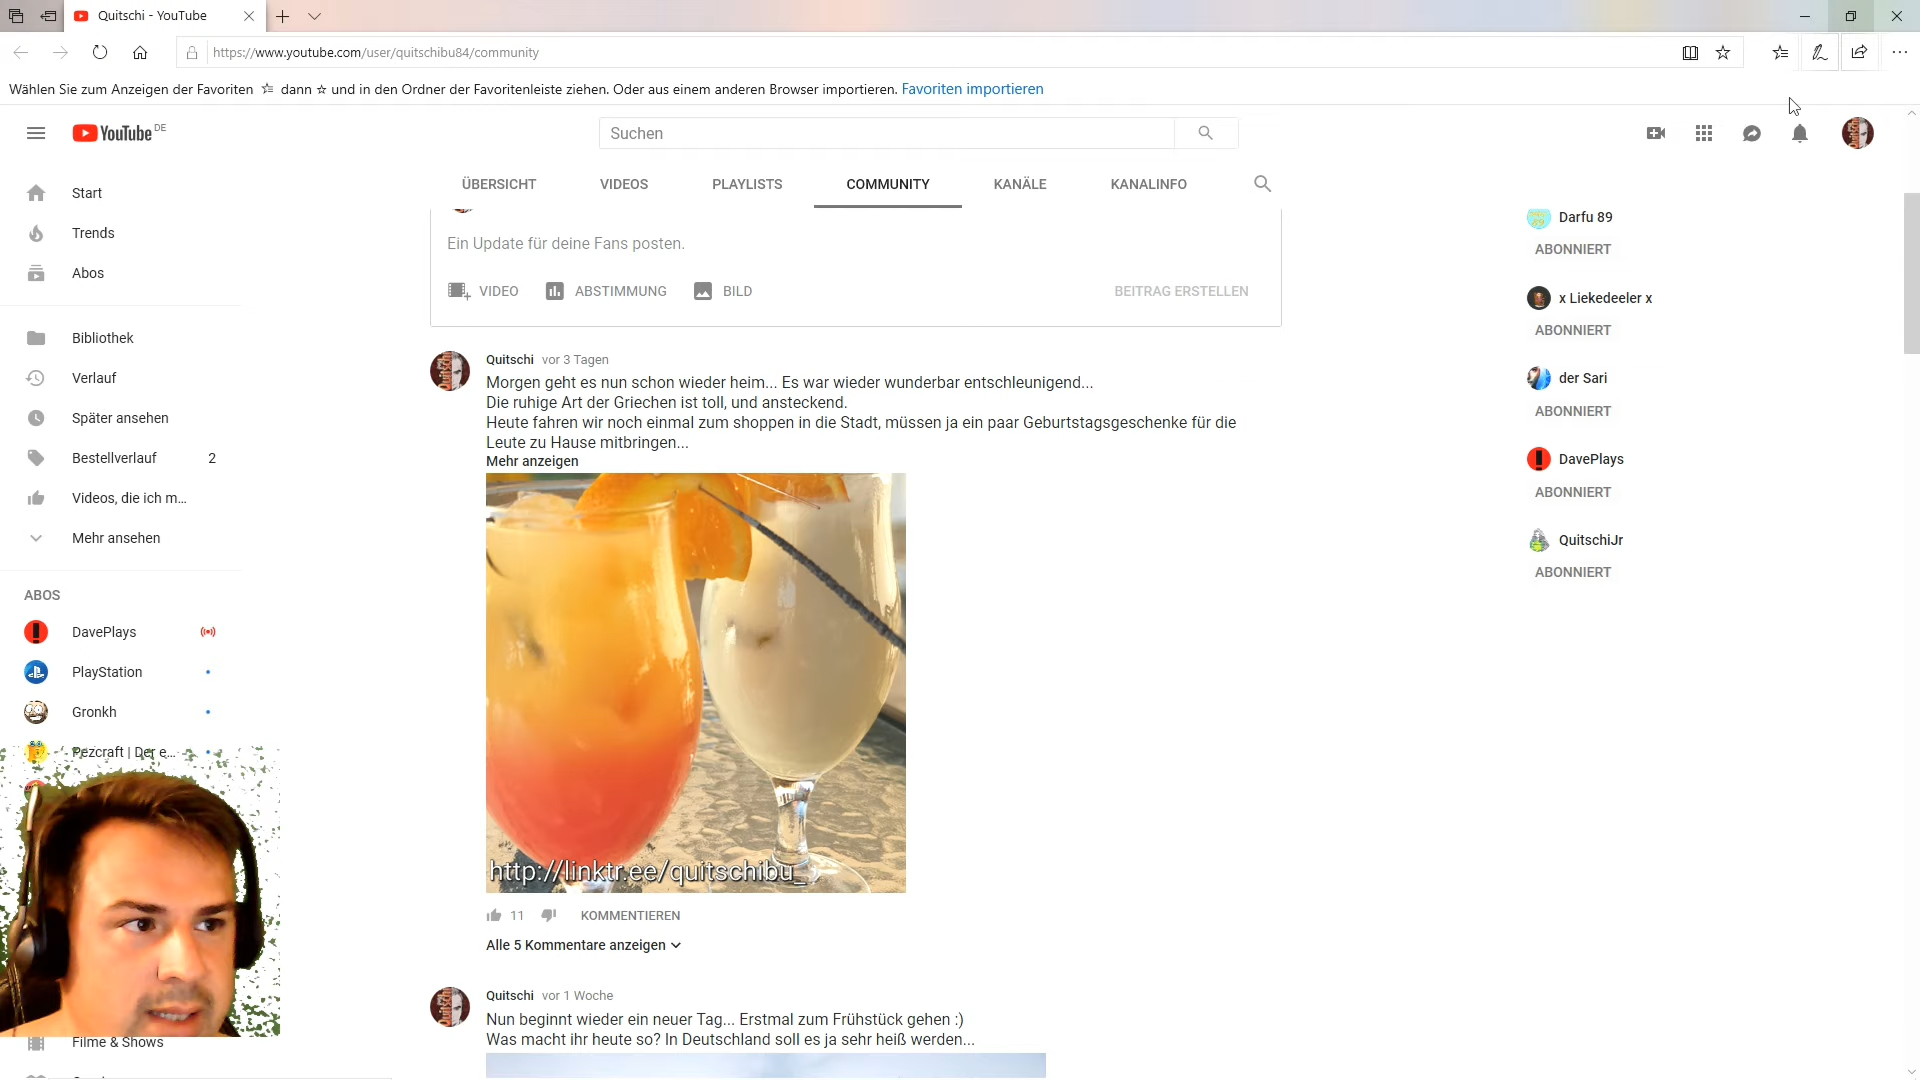 Quitschi - YouTube
https://www.youtube.com/user/quitschibu84/community
Wählen Sie zum Anzeigen der Favoriten ☆ dann ☆ und in den Ordner der Favoritenleiste ziehen. Oder aus einem anderen Browser importieren. Favoriten importieren
YouTube DE
Suchen
ÜBERSICHT VIDEOS PLAYLISTS COMMUNITY KANÄLE KANALINFO
Start
Trends
Abos
Bibliothek
Verlauf
Später ansehen
Bestellverlauf 2
Videos, die ich m...
Mehr ansehen
ABOS
DavePlays
PlayStation
Gronkh
Pezcraft | Der e...
Filme & Shows
Ein Update für deine Fans posten.
VIDEO ABSTIMMUNG BILD BEITRAG ERSTELLEN
Quitschi vor 3 Tagen
Morgen geht es nun schon wieder heim... Es war wieder wunderbar entschleunigend...
Die ruhige Art der Griechen ist toll, und ansteckend.
Heute fahren wir noch einmal zum shoppen in die Stadt, müssen ja ein paar Geburtstagsgeschenke für die
Leute zu Hause mitbringen...
Mehr anzeigen
http://linktr.ee/quitschibu_
11 KOMMENTIEREN
Alle 5 Kommentare anzeigen
Quitschi vor 1 Woche
Nun beginnt wieder ein neuer Tag... Erstmal zum Frühstück gehen :)
Was macht ihr heute so? In Deutschland soll es ja sehr heiß werden...
Darfu 89
ABONNIERT
x Liekedeeler x
ABONNIERT
der Sari
ABONNIERT
DavePlays
ABONNIERT
QuitschiJr
ABONNIERT